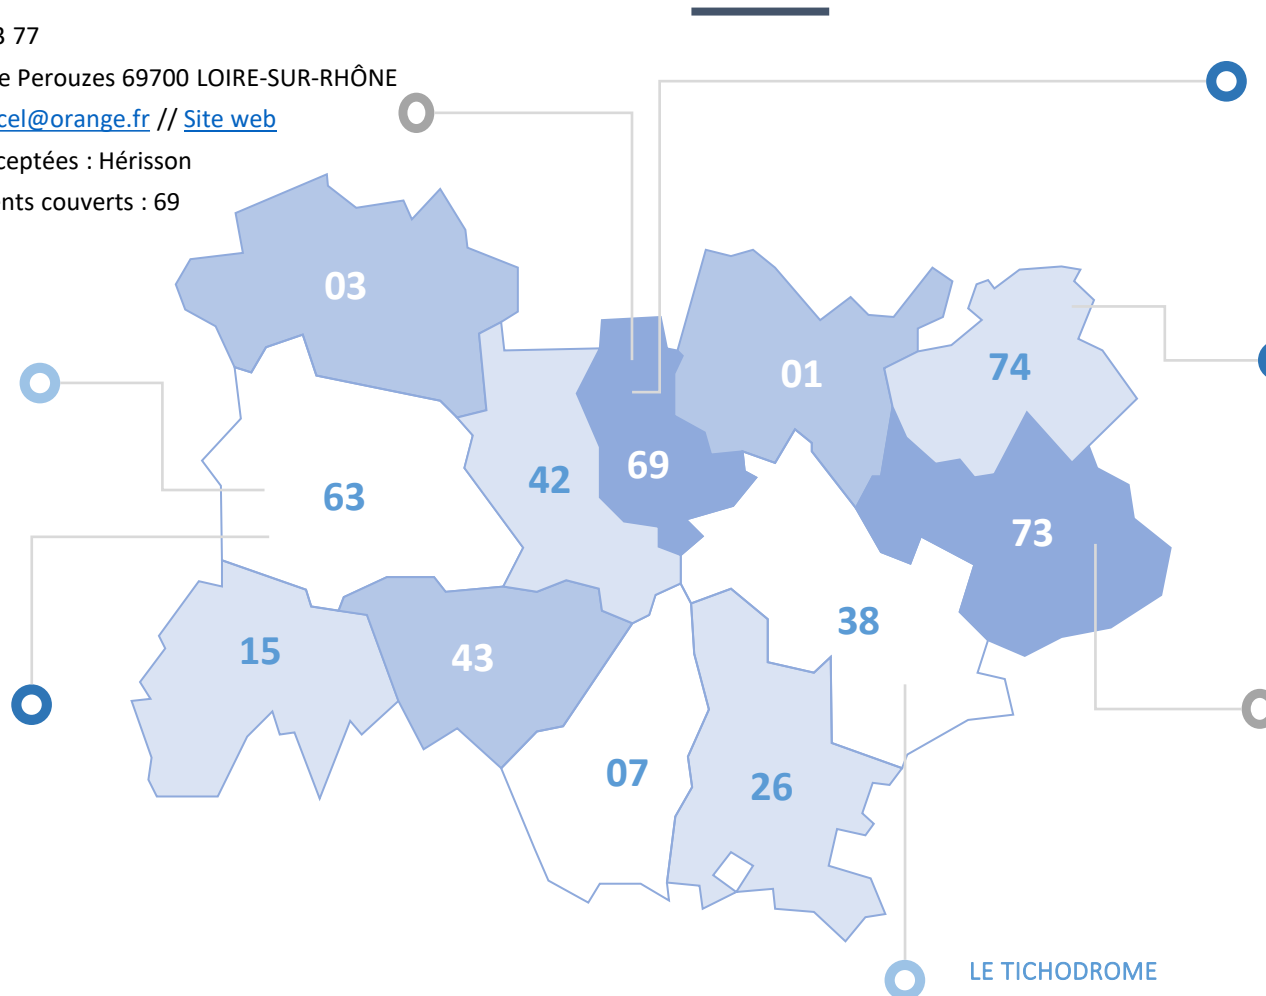 77
Perouzes 69700 LOIRE-SUR-RHÔNE
cel@orange.fr // Site web
ceptées : Hérisson
nts couverts : 69
03
01
74
69
42
63
73
38
15
43
07
26
LE TICHODROME